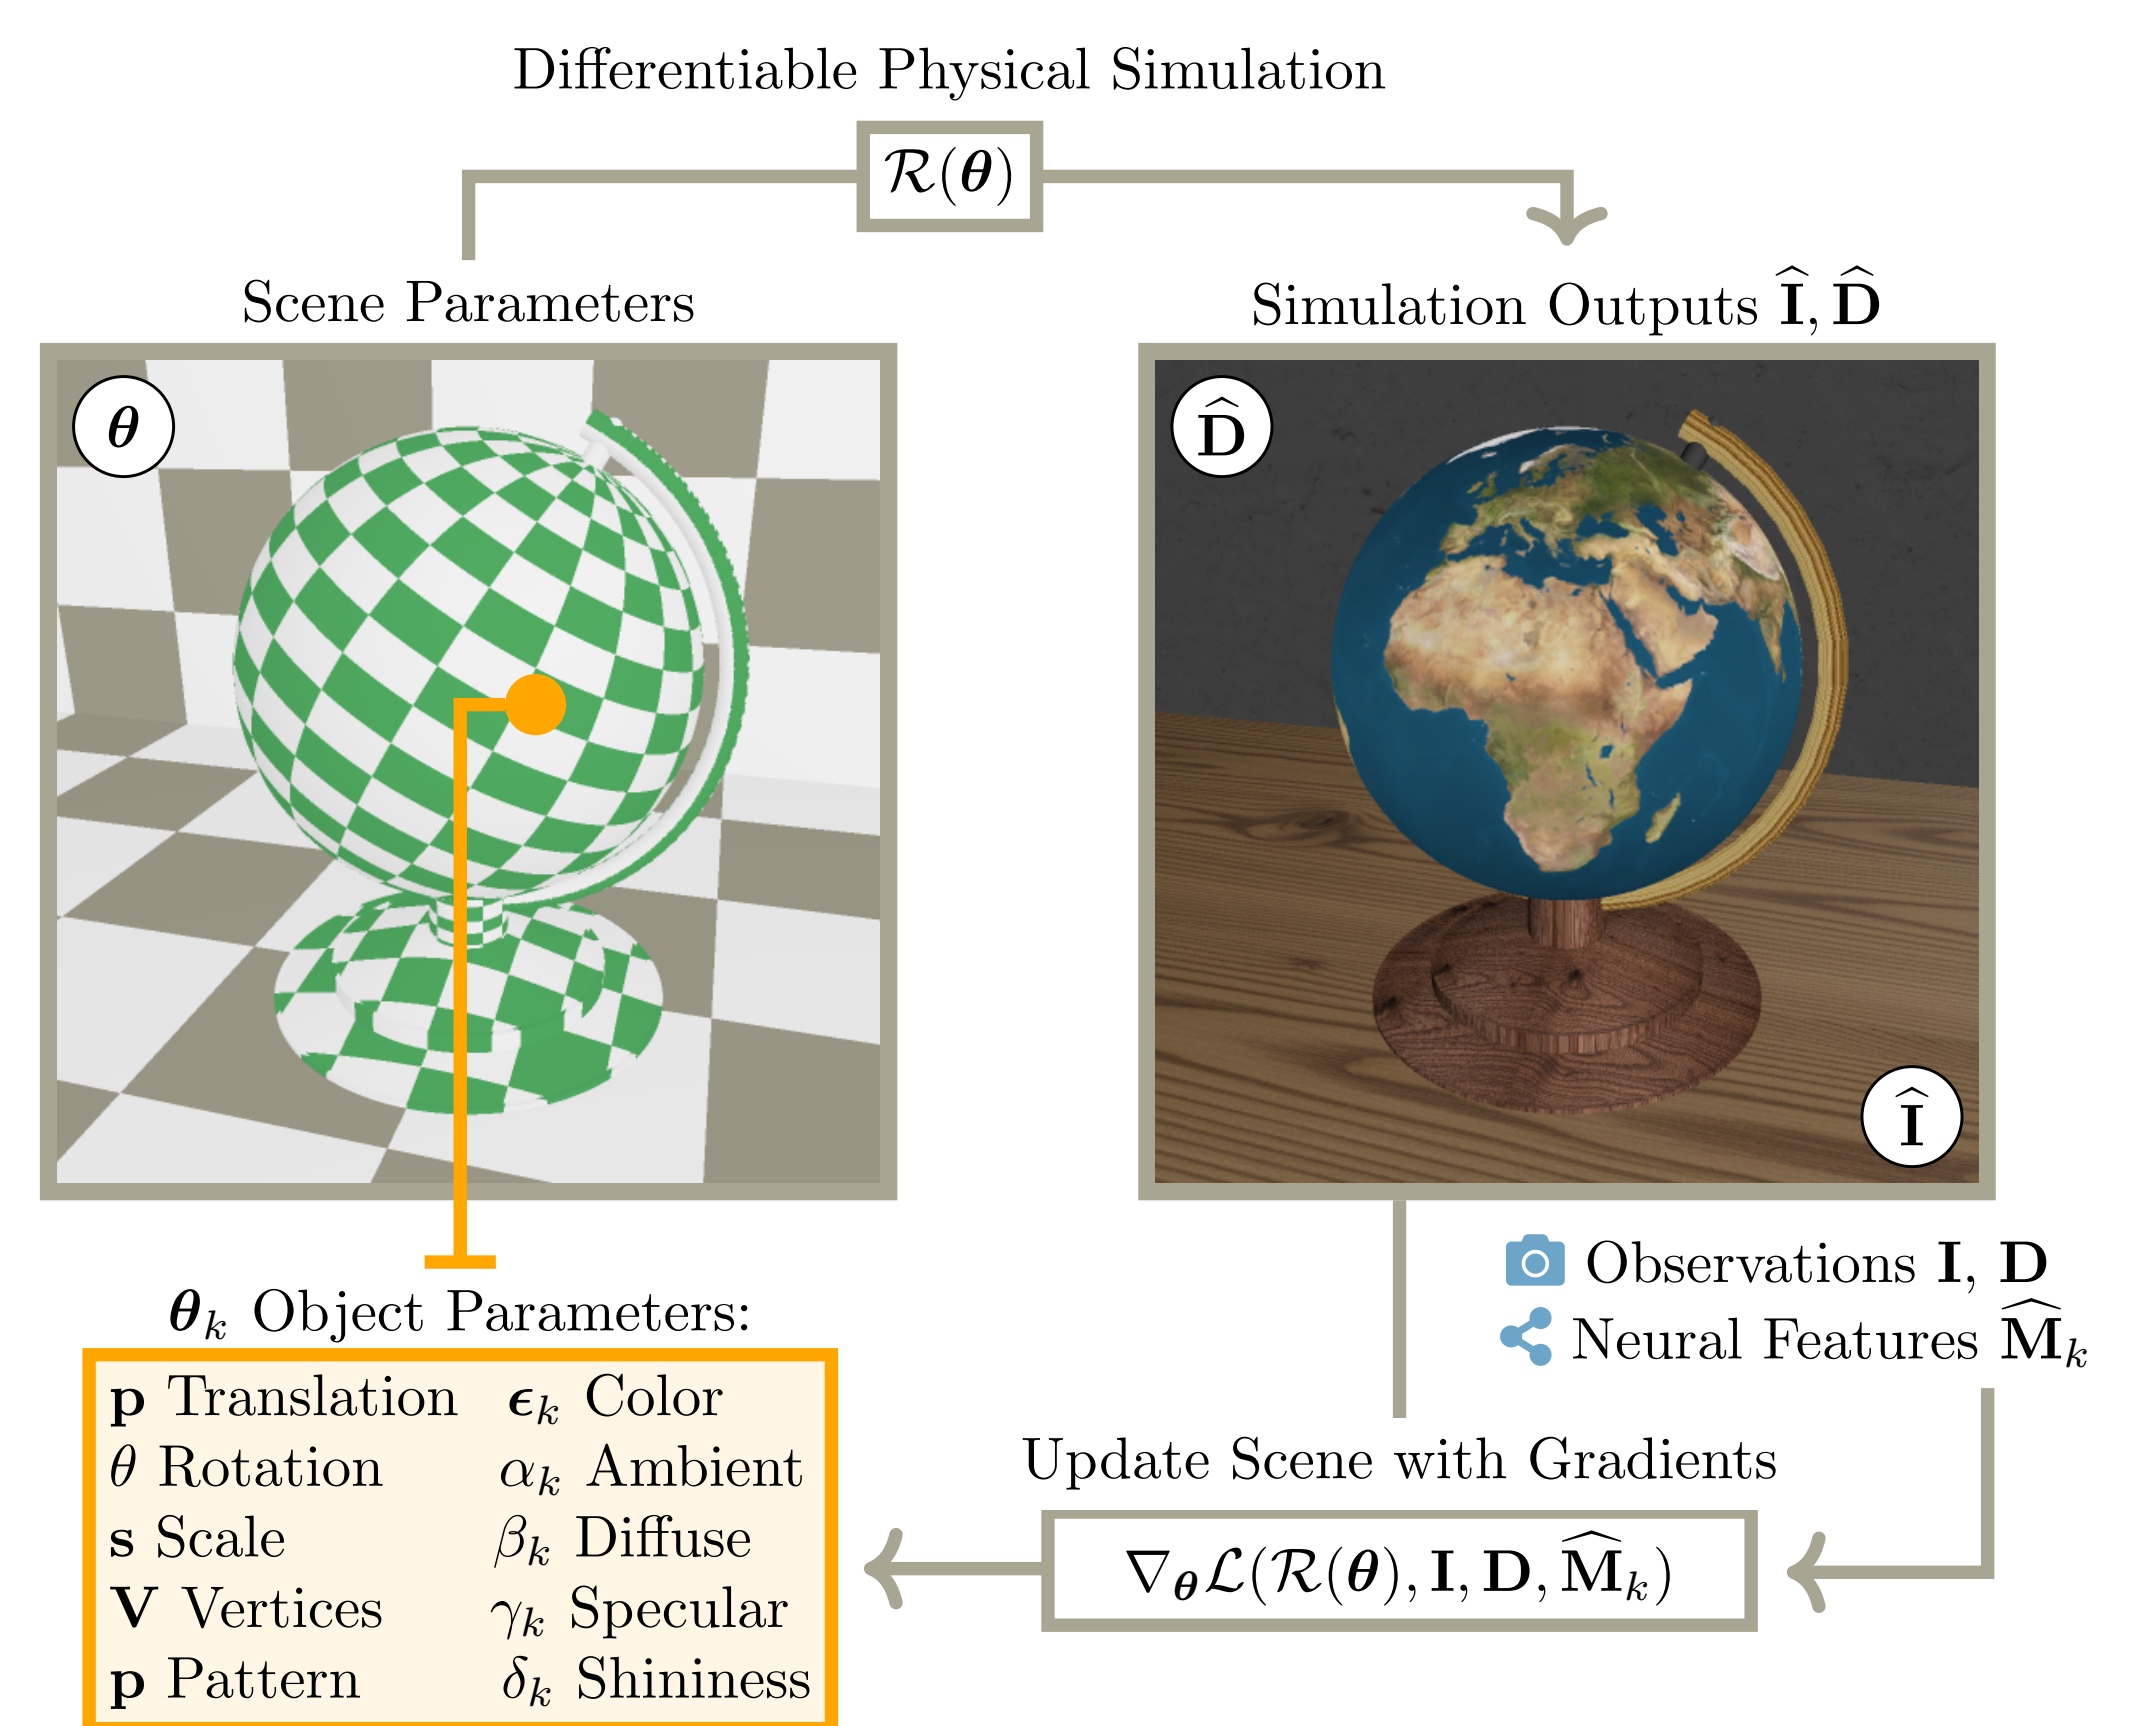 Differentiable Physical Simulation
𝓡(𝜽)
Scene Parameters
Simulation Outputs Î, D̂
𝜽
D̂
Î
Observations I, D
Neural Features M̂ₖ
𝜽ₖ Object Parameters:
p Translation ϵₖ Color
θ Rotation αₖ Ambient
s Scale βₖ Diffuse
V Vertices γₖ Specular
p Pattern δₖ Shininess
Update Scene with Gradients
∇𝜽𝓛(𝓡(𝜽), I, D, M̂ₖ)